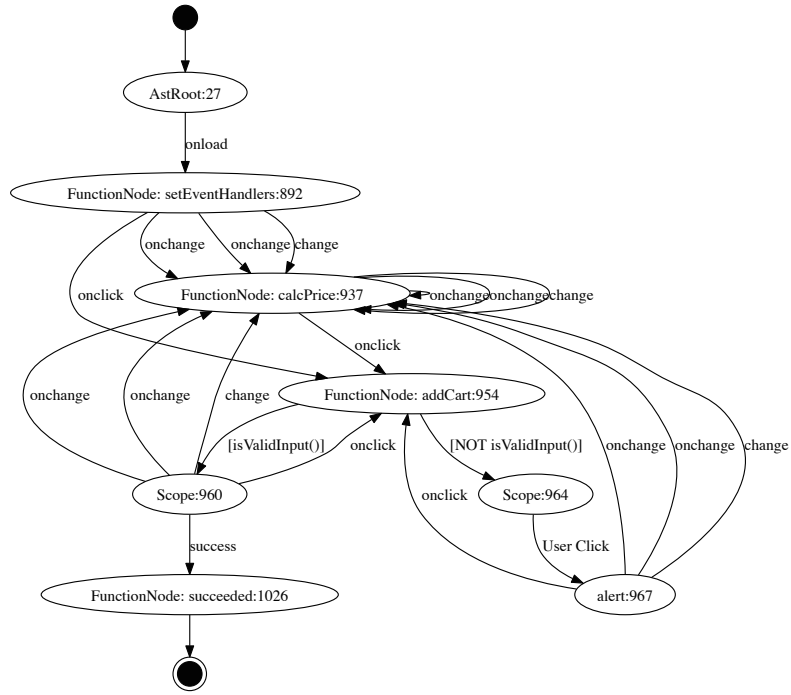 AstRoot:27
onload
FunctionNode: setEventHandlers:892
onchange
onchange
change
onclick
FunctionNode: calcPrice:937
onchange
onchange
change
onclick
onchange
onchange
change
FunctionNode: addCart:954
[isValidInput()]
onclick
[NOT isValidInput()]
onchange
onchange
change
Scope:960
onclick
Scope:964
success
User Click
FunctionNode: succeeded:1026
alert:967